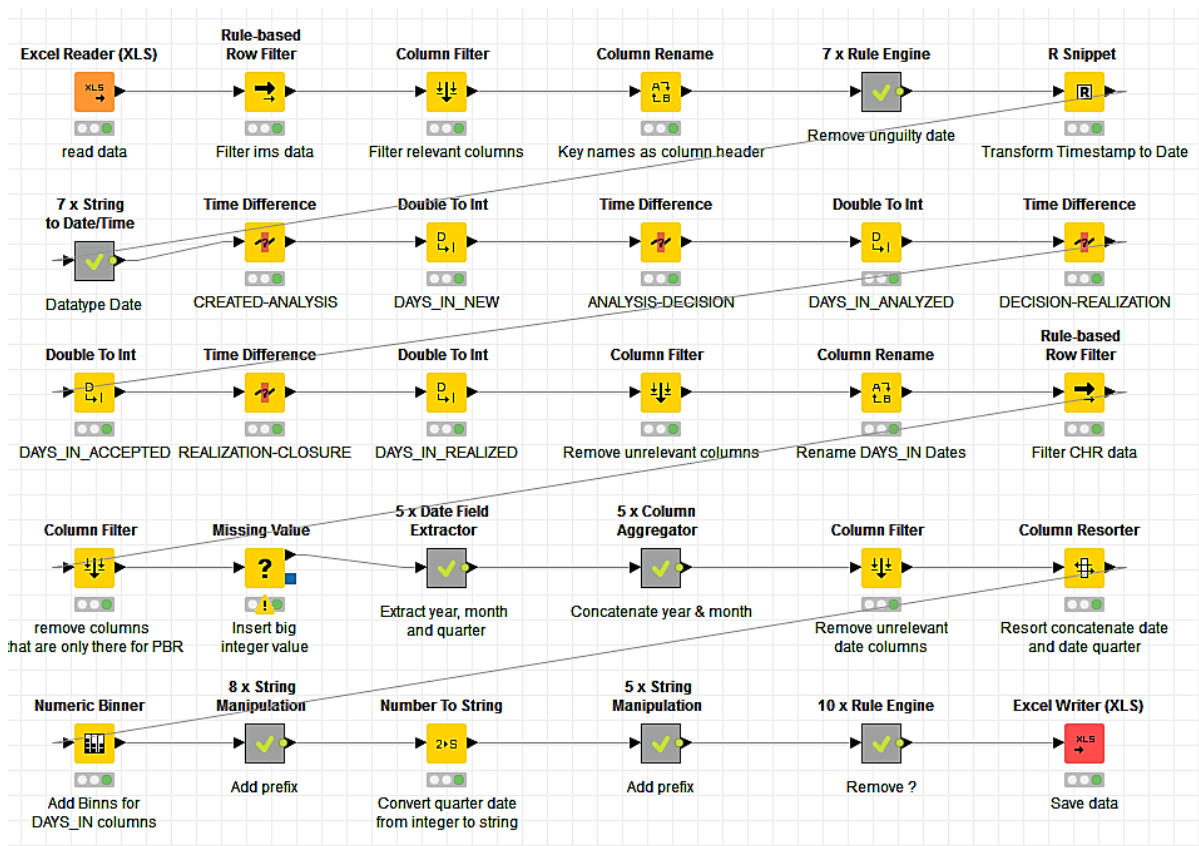 Excel Reader (XLS)
Rule-based
Row Filter
Column Filter
Column Rename
7 x Rule Engine
R Snippet
XLS
A
B
R
read data
Filter ims data
Filter relevant columns
Key names as column header
Remove unguilty date
Transform Timestamp to Date
7 x String
to Date/Time
Time Difference
Double To Int
Time Difference
Double To Int
Time Difference
?
D
I
?
D
I
?
Datatype Date
CREATED-ANALYSIS
DAYS_IN_NEW
ANALYSIS-DECISION
DAYS_IN_ANALYZED
DECISION-REALIZATION
Double To Int
Time Difference
Double To Int
Column Filter
Column Rename
Rule-based
Row Filter
D
I
?
D
I
A
B
DAYS_IN_ACCEPTED
REALIZATION-CLOSURE
DAYS_IN_REALIZED
Remove unrelevant columns
Rename DAYS_IN Dates
Filter CHR data
Column Filter
Missing Value
5 x Date Field
Extractor
5 x Column
Aggregator
Column Filter
Column Resorter
?
!
remove columns
that are only there for PBR
Insert big
integer value
Extract year, month
and quarter
Concatenate year & month
Remove unrelevant
date columns
Resort concatenate date
and date quarter
Numeric Binner
8 x String
Manipulation
Number To String
5 x String
Manipulation
10 x Rule Engine
Excel Writer (XLS)
2 S
XLS
Add Binns for
DAYS_IN columns
Add prefix
Convert quarter date
from integer to string
Add prefix
Remove ?
Save data